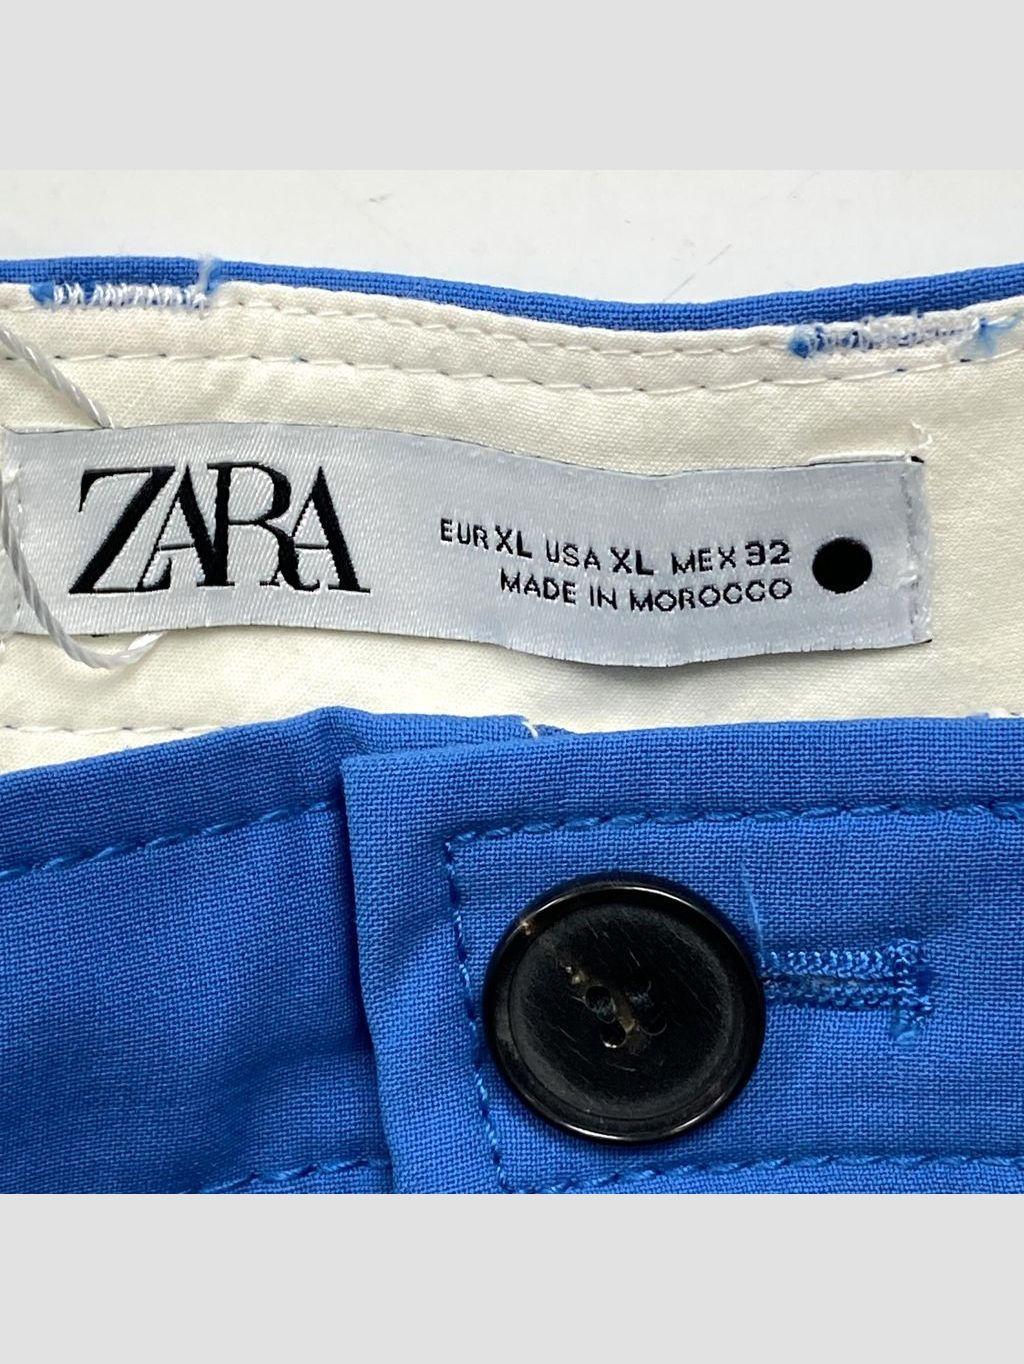 ZARA
EUR XL USA XL MEX 32
MADE IN MOROCCO